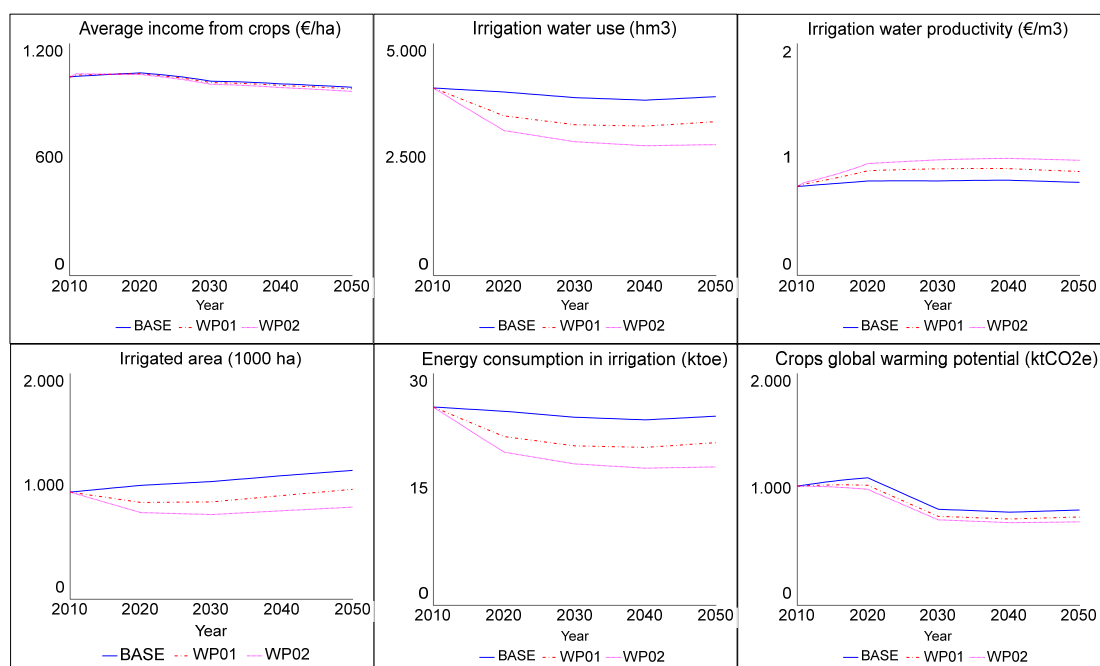 Average income from crops (€/ha)
1.200
600
0
2010 2020 2030 2040 2050
Year
BASE WP01 WP02
Irrigation water use (hm3)
5.000
2.500
0
2010 2020 2030 2040 2050
Year
BASE WP01 WP02
Irrigation water productivity (€/m3)
2
1
0
2010 2020 2030 2040 2050
Year
BASE WP01 WP02
Irrigated area (1000 ha)
2.000
1.000
0
2010 2020 2030 2040 2050
Year
BASE WP01 WP02
Energy consumption in irrigation (ktoe)
30
15
0
2010 2020 2030 2040 2050
Year
BASE WP01 WP02
Crops global warming potential (ktCO2e)
2.000
1.000
0
2010 2020 2030 2040 2050
Year
BASE WP01 WP02